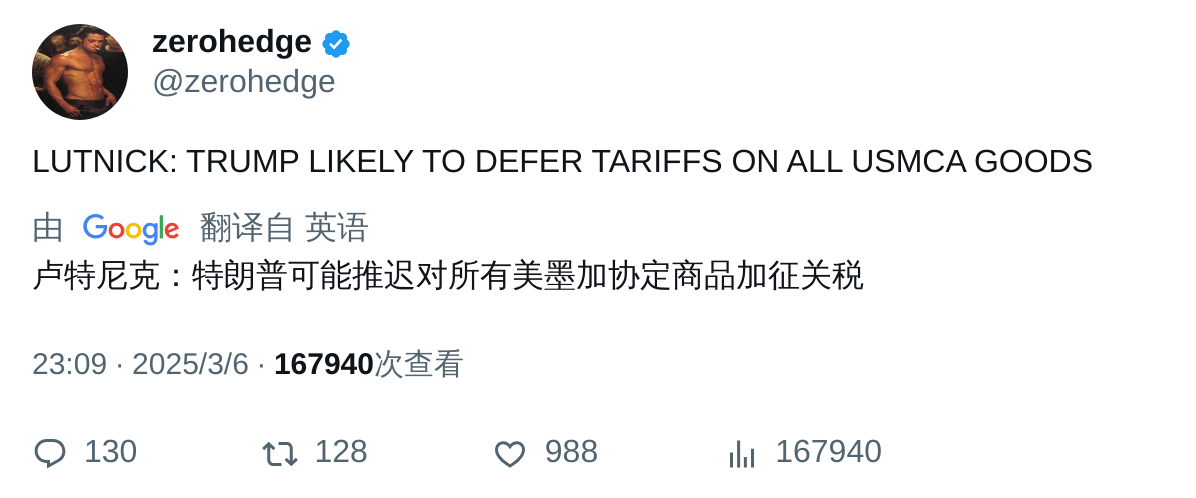 zerohedge
@zerohedge
LUTNICK: TRUMP LIKELY TO DEFER TARIFFS ON ALL USMCA GOODS
由 Google 翻译自 英语
卢特尼克：特朗普可能推迟对所有美墨加协定商品加征关税
23:09 · 2025/3/6 · 167940次查看
130 128 988 167940